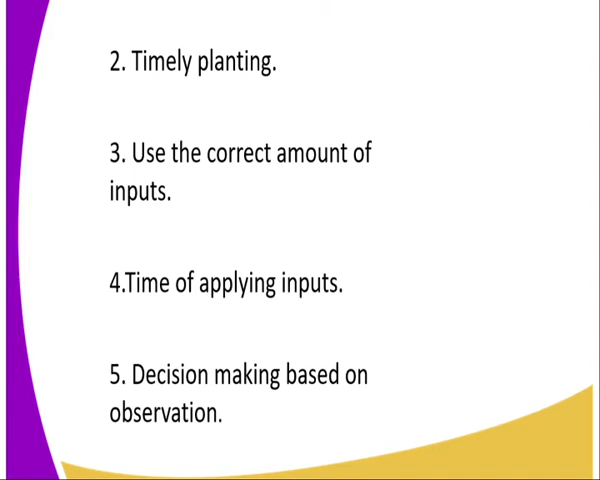 2. Timely planting.
3. Use the correct amount of
inputs.
4.Time of applying inputs.
5. Decision making based on
observation.